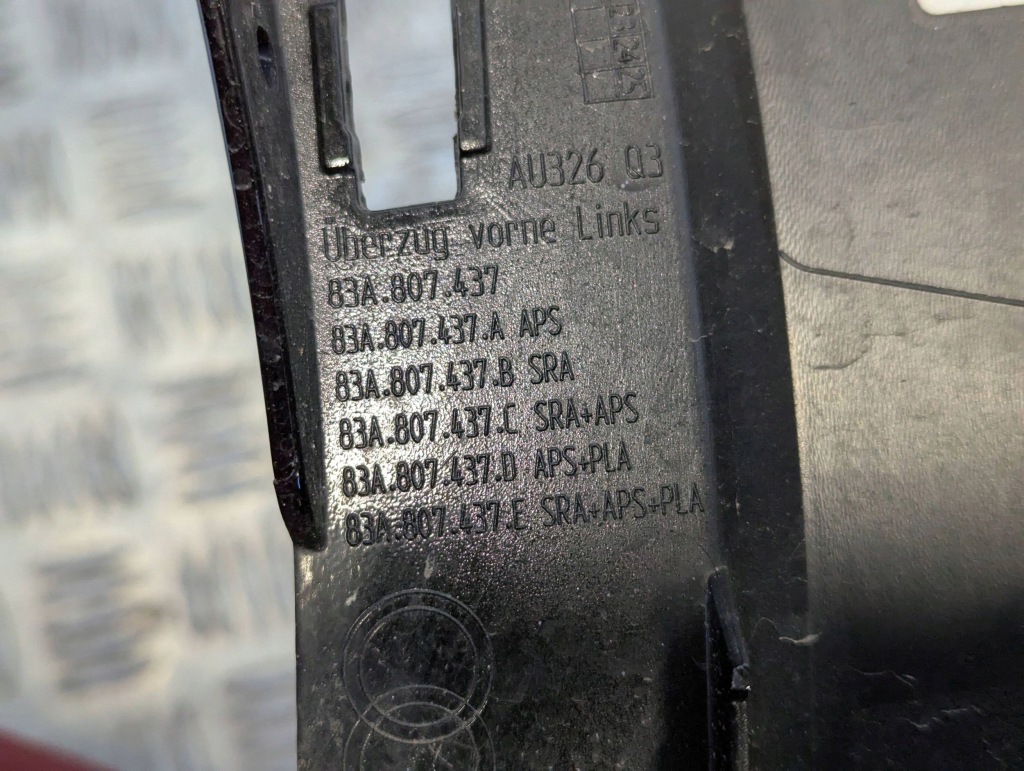 AU326 Q3
Überzug vorne Links
83A.807.437
83A.807.437.A APS
83A.807.437.B SRA
83A.807.437.C SRA+APS
83A.807.437.D APS+PLA
83A.807.437.E SRA+APS+PLA